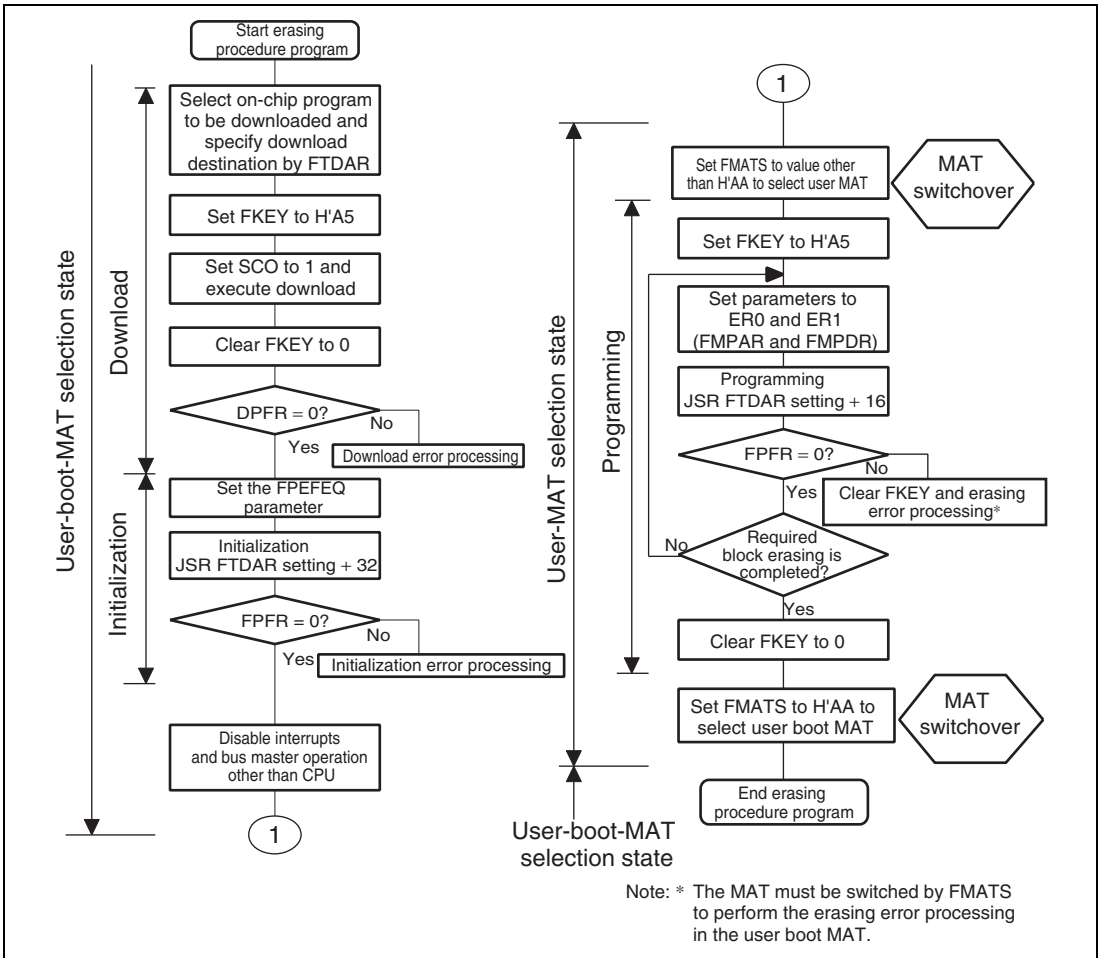 Start erasing
procedure program
User-boot-MAT selection state
Download
Select on-chip program
to be downloaded and
specify download
destination by FTDAR
Set FKEY to H'A5
Set SCO to 1 and
execute download
Clear FKEY to 0
DPFR = 0?
No
Yes
Download error processing
Initialization
Set the FPEFEQ
parameter
Initialization
JSR FTDAR setting + 32
FPFR = 0?
No
Yes
Initialization error processing
Disable interrupts
and bus master operation
other than CPU
1
1
User-MAT selection state
Set FMATS to value other
than H'AA to select user MAT
MAT
switchover
Programming
Set FKEY to H'A5
Set parameters to
ER0 and ER1
(FMPAR and FMPDR)
Programming
JSR FTDAR setting + 16
FPFR = 0?
No
Yes
Clear FKEY and erasing
error processing*
No
Required
block erasing is
completed?
Yes
Clear FKEY to 0
Set FMATS to H'AA to
select user boot MAT
MAT
switchover
End erasing
procedure program
User-boot-MAT
selection state
Note: * The MAT must be switched by FMATS
to perform the erasing error processing
in the user boot MAT.